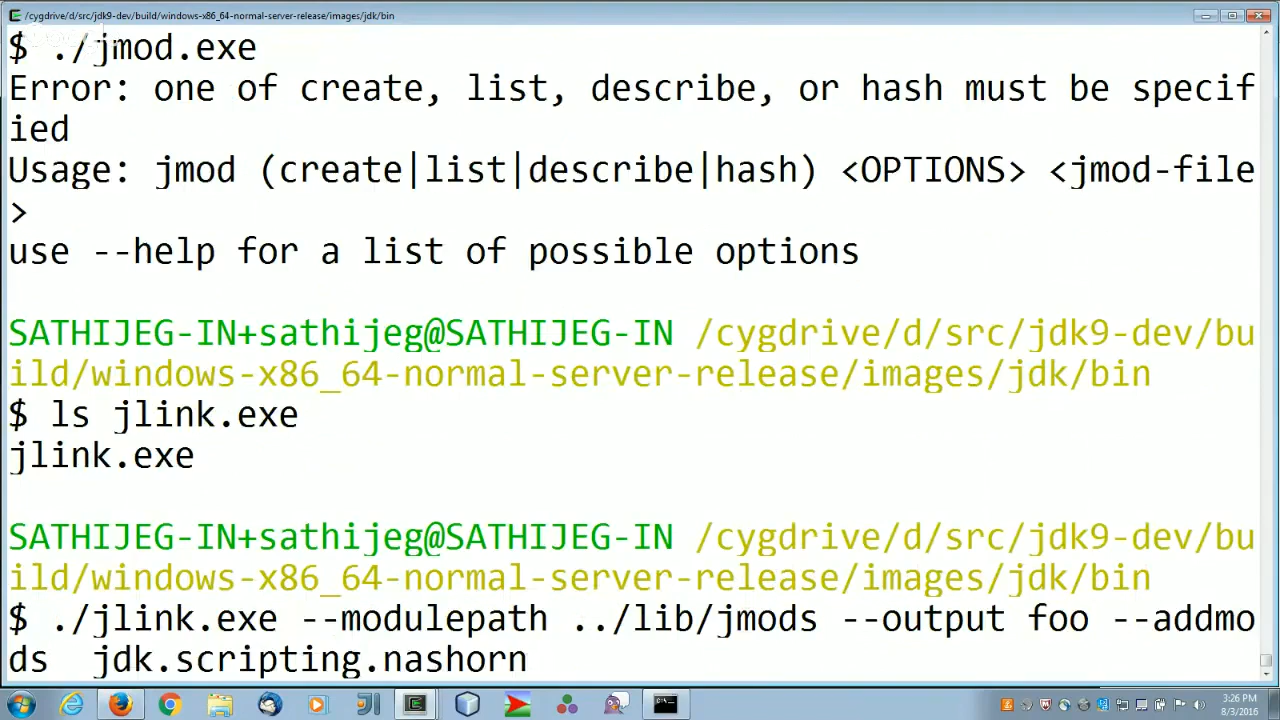 /cygdrive/d/src/jdk9-dev/build/windows-x86_64-normal-server-release/images/jdk/bin
$ ./jmod.exe
Error: one of create, list, describe, or hash must be specif
ied
Usage: jmod (create|list|describe|hash) <OPTIONS> <jmod-file
>
use --help for a list of possible options
SATHIJEG-IN+sathijeg@SATHIJEG-IN /cygdrive/d/src/jdk9-dev/bu
ild/windows-x86_64-normal-server-release/images/jdk/bin
$ ls jlink.exe
jlink.exe
SATHIJEG-IN+sathijeg@SATHIJEG-IN /cygdrive/d/src/jdk9-dev/bu
ild/windows-x86_64-normal-server-release/images/jdk/bin
$ ./jlink.exe --modulepath ../lib/jmods --output foo --addmo
ds  jdk.scripting.nashorn
3:26 PM
8/3/2016